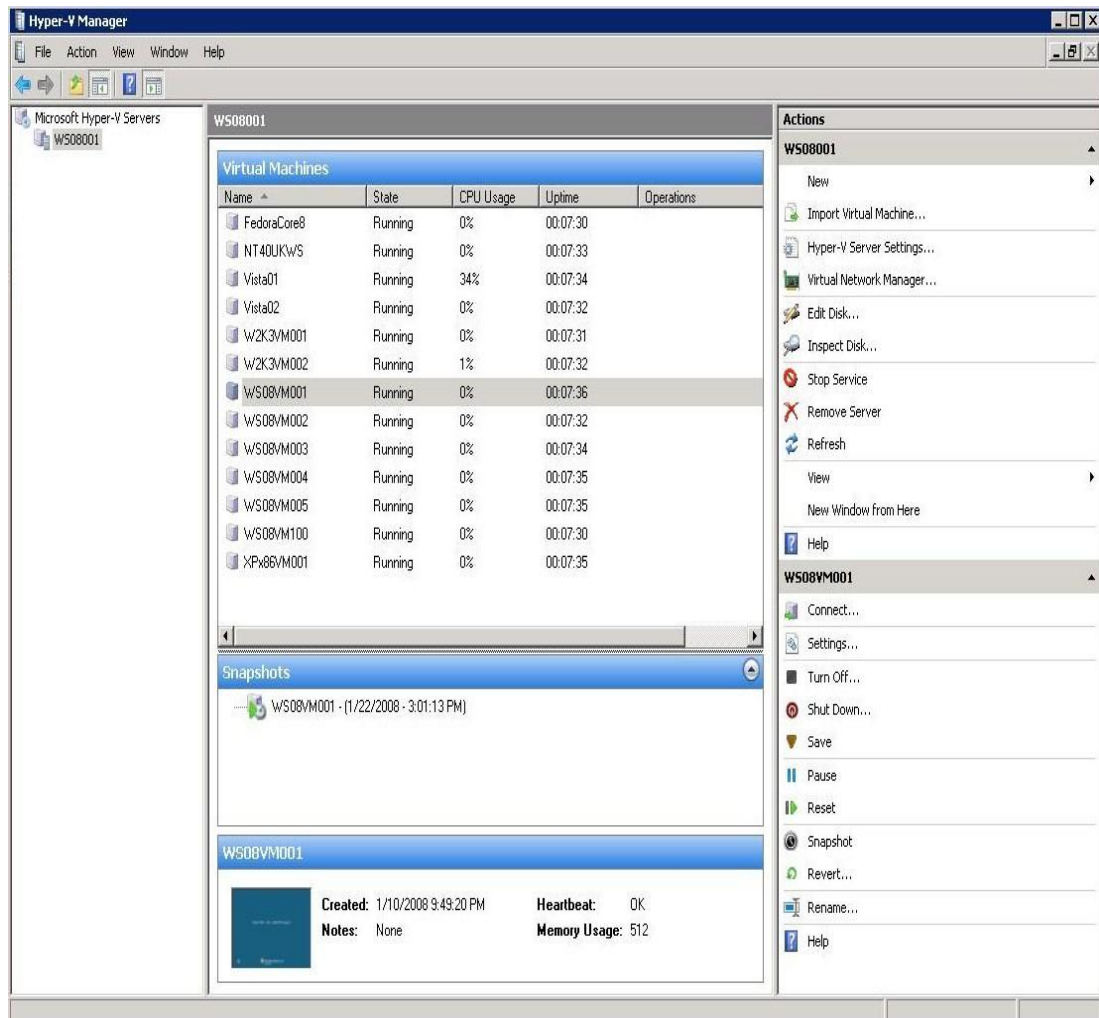 Hyper-V Manager
File Action View Window Help
Microsoft Hyper-V Servers
WS08001
WS08001
Virtual Machines
Name State CPU Usage Uptime Operations
FedoraCore8 Running 0% 00:07:30
NT40UKWS Running 0% 00:07:33
Vista01 Running 34% 00:07:34
Vista02 Running 0% 00:07:32
W2K3VM001 Running 0% 00:07:31
W2K3VM002 Running 1% 00:07:32
WS08VM001 Running 0% 00:07:36
WS08VM002 Running 0% 00:07:32
WS08VM003 Running 0% 00:07:34
WS08VM004 Running 0% 00:07:35
WS08VM005 Running 0% 00:07:35
WS08VM100 Running 0% 00:07:30
XPx86VM001 Running 0% 00:07:35
Snapshots
WS08VM001 - (1/22/2008 - 3:01:13 PM)
WS08VM001
Created: 1/10/2008 9:49:20 PM Heartbeat: OK
Notes: None Memory Usage: 512
Actions
WS08001
New
Import Virtual Machine...
Hyper-V Server Settings...
Virtual Network Manager...
Edit Disk...
Inspect Disk...
Stop Service
Remove Server
Refresh
View
New Window from Here
Help
WS08VM001
Connect...
Settings...
Turn Off...
Shut Down...
Save
Pause
Reset
Snapshot
Revert...
Rename...
Help